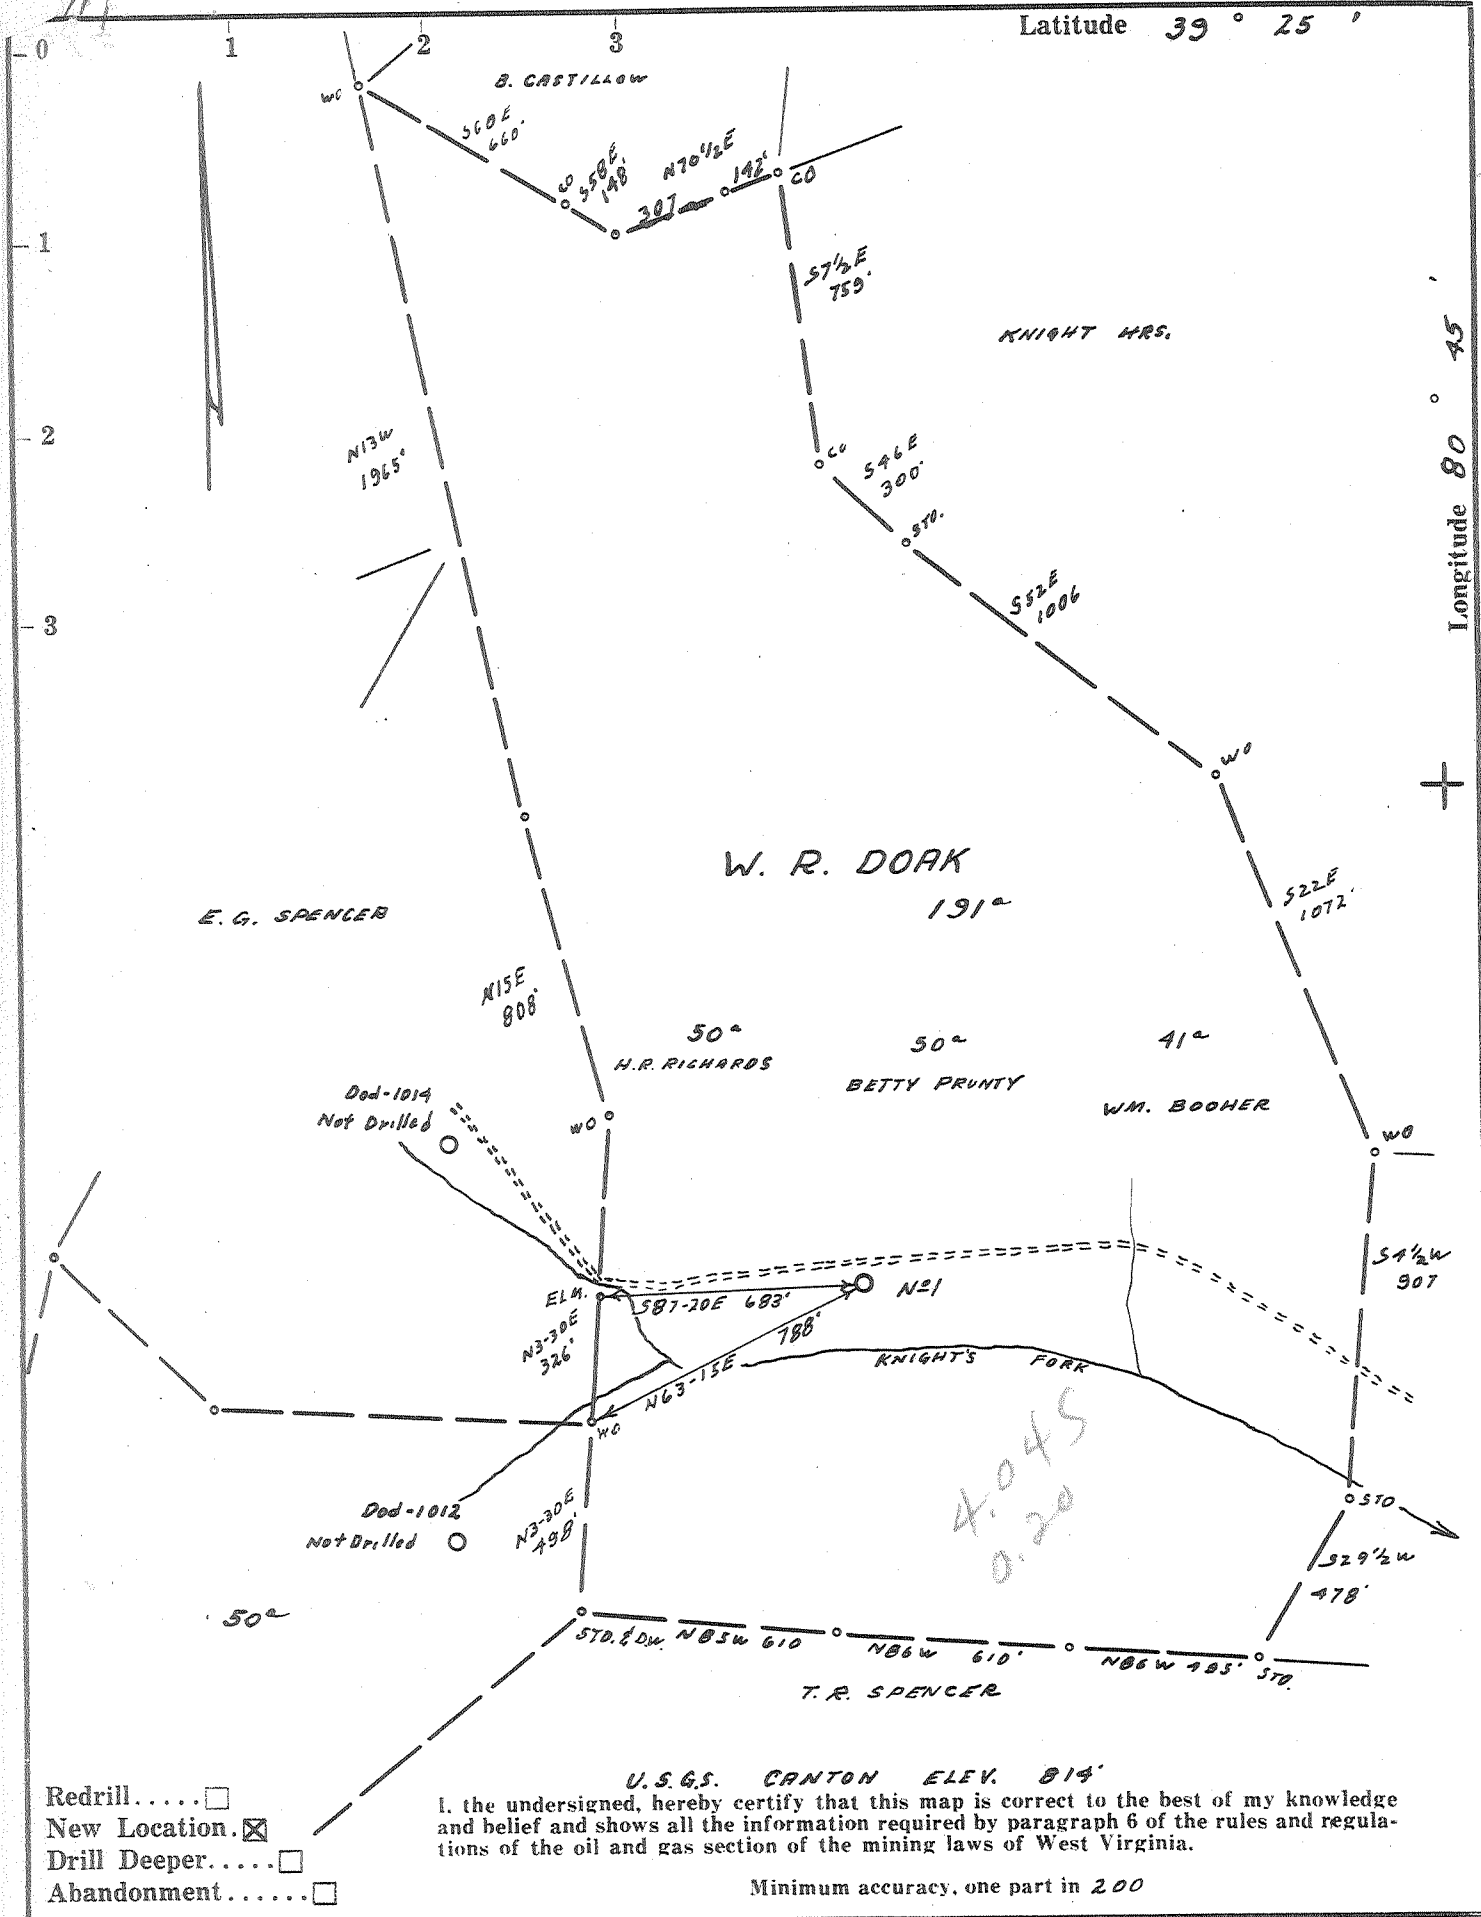 Latitude 39 ° 25 '
0
1
2
3
B. CASTILLOW
WO
S60E
660'
CO
S58E
148'
N70½E
307
142'
CO
1
S7½E
759'
KNIGHT HRS.
Longitude 80 ° 45 '
2
N13W
1965'
CO
S46E
300'
STO.
S52E
1006
3
WO
W. R. DOAK
191a
S22E
1072'
E. G. SPENCER
N15E
808'
50a
H.R. RICHARDS
50a
BETTY PRUNTY
41a
WM. BOOHER
Dod-1014
Not Drilled
WO
WO
S4½W
907
ELM.
S87-20E 683'
No1
N3-30E
326'
788'
N63-15E
KNIGHT'S FORK
WO
4.04S
0.20
Dod-1012
Not Drilled
N3-30E
498'
STO
S29½W
478'
50a
STO. & DW.
N85W 610
N86W 610'
N86W 495'
STO.
T. R. SPENCER
U.S.G.S. CANTON ELEV. 814'
Redrill.....
New Location.
Drill Deeper.....
Abandonment......
I. the undersigned, hereby certify that this map is correct to the best of my knowledge
and belief and shows all the information required by paragraph 6 of the rules and regula-
tions of the oil and gas section of the mining laws of West Virginia.
Minimum accuracy, one part in 200